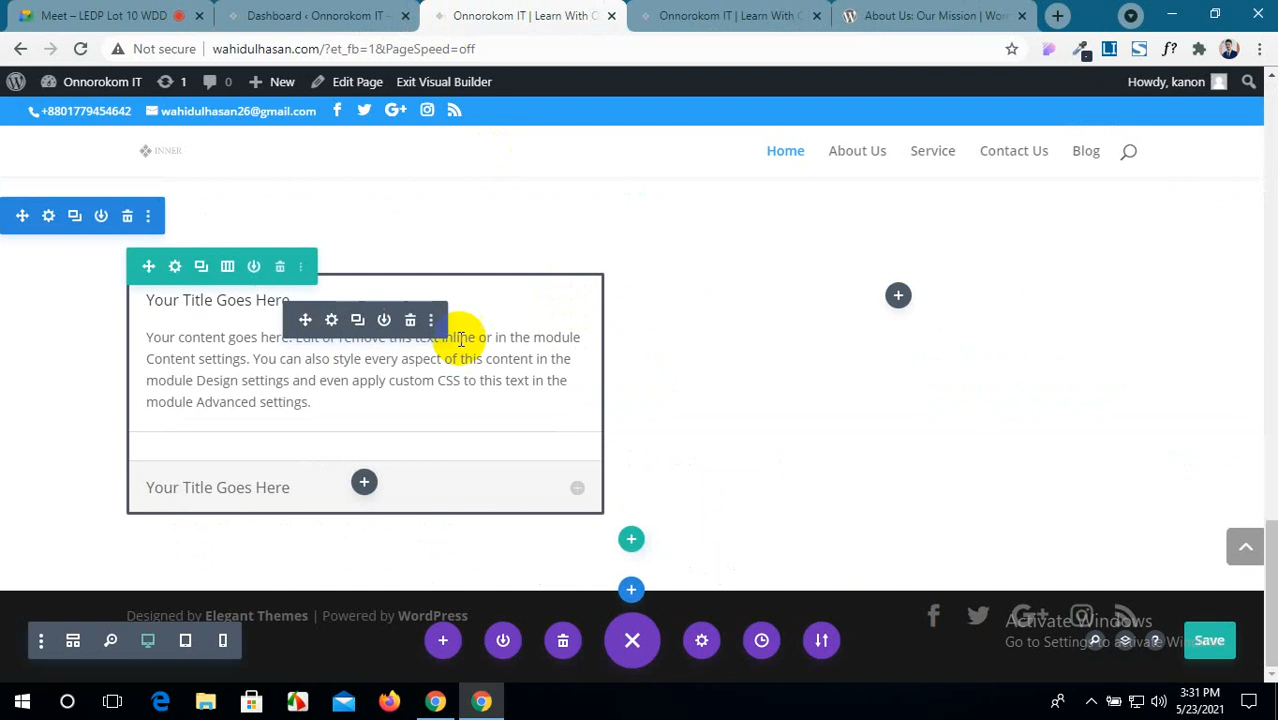 Meet – LEDP Lot 10 WDD
Dashboard ‹ Onnorokom IT –
Onnorokom IT | Learn With O
Onnorokom IT | Learn With
About Us: Our Mission | Wor
Not secure
wahidulhasan.com/?et_fb=1&PageSpeed=off
Onnorokom IT
1
0
New
Edit Page
Exit Visual Builder
Howdy, kanon
+8801779454642
wahidulhasan26@gmail.com
INNER
Home
About Us
Service
Contact Us
Blog
Your Title Goes Here
Your content goes here. Edit or remove this text inline or in the module
Content settings. You can also style every aspect of this content in the
module Design settings and even apply custom CSS to this text in the
module Advanced settings.
Your Title Goes Here
Designed by Elegant Themes | Powered by WordPress
Activate Windows
Go to Settings to activate Windows.
Save
3:31 PM
5/23/2021